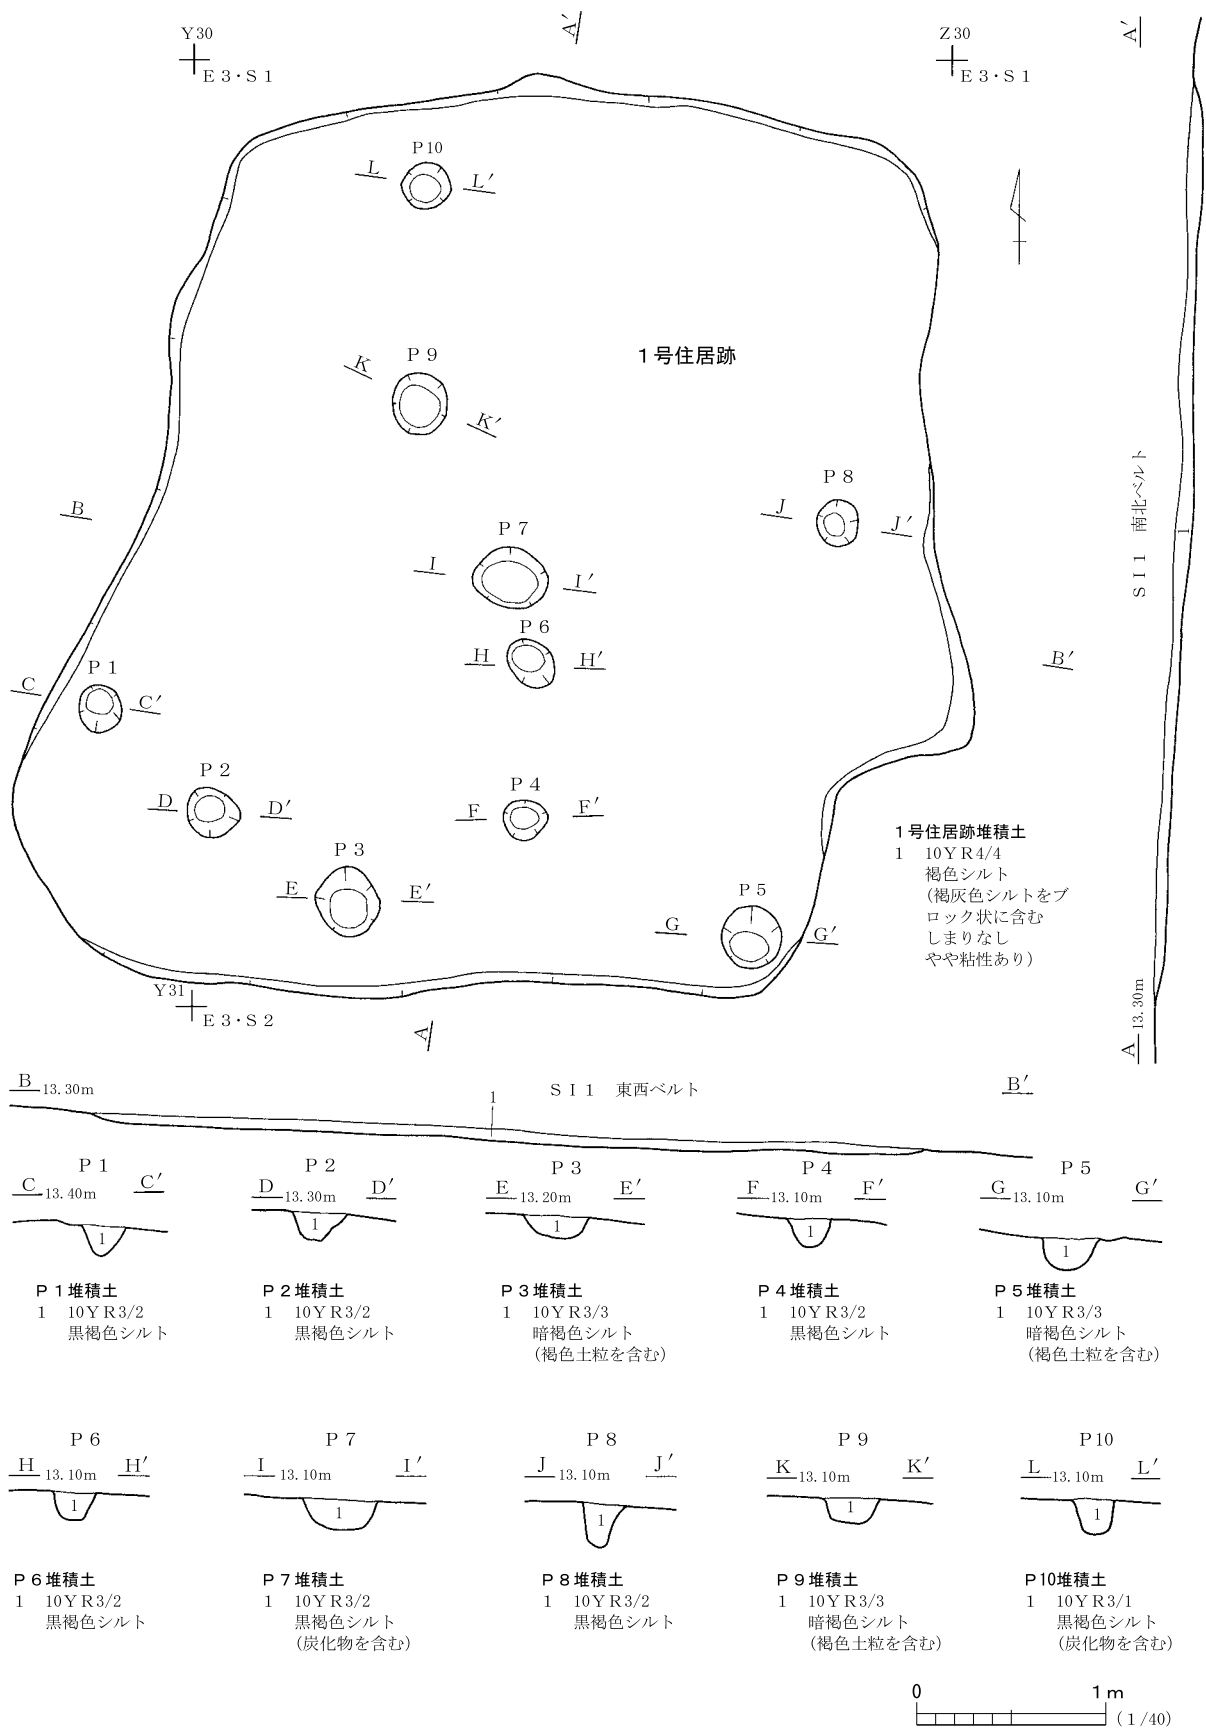 Y30
E3・S1
A′
Z30
E3・S1
A′
P10
L
L′
P9
K
K′
1号住居跡
P8
J
J′
B
P7
I
I′
P6
H
H′
B′
SI1 南北ベルト
1
P1
C
C′
P2
D
D′
P4
F
F′
P3
E
E′
P5
G
G′
1号住居跡堆積土
1 10YR4/4
褐色シルト
(褐灰色シルトをブ
ロック状に含む
しまりなし
やや粘性あり)
Y31
E3・S2
A
A 13.30m
B 13.30m
SI1 東西ベルト
B′
1
P1
C 13.40m C′
1
P2
D 13.30m D′
1
P3
E 13.20m E′
1
P4
F 13.10m F′
1
P5
G 13.10m G′
1
P1堆積土
1 10YR3/2
黒褐色シルト
P2堆積土
1 10YR3/2
黒褐色シルト
P3堆積土
1 10YR3/3
暗褐色シルト
(褐色土粒を含む)
P4堆積土
1 10YR3/2
黒褐色シルト
P5堆積土
1 10YR3/3
暗褐色シルト
(褐色土粒を含む)
P6
H 13.10m H′
1
P7
I 13.10m I′
1
P8
J 13.10m J′
1
P9
K 13.10m K′
1
P10
L 13.10m L′
1
P6堆積土
1 10YR3/2
黒褐色シルト
P7堆積土
1 10YR3/2
黒褐色シルト
(炭化物を含む)
P8堆積土
1 10YR3/2
黒褐色シルト
P9堆積土
1 10YR3/3
暗褐色シルト
(褐色土粒を含む)
P10堆積土
1 10YR3/1
黒褐色シルト
(炭化物を含む)
0 1m
(1/40)